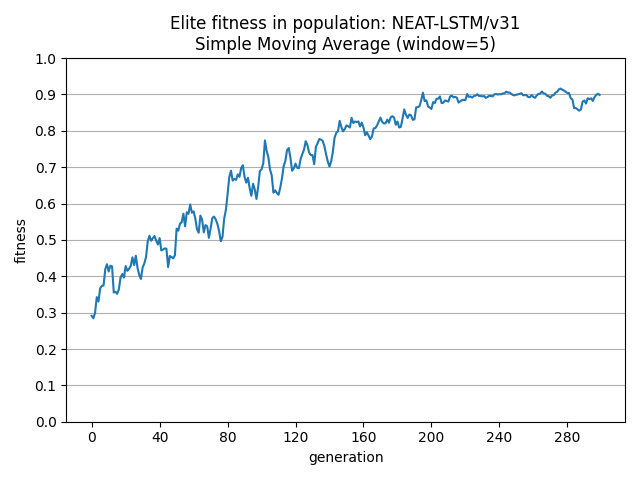 Elite fitness in population: NEAT-LSTM/v31
Simple Moving Average (window=5)
1.0
0.9
0.8
0.7
0.6
0.5
0.4
0.3
0.2
0.1
0.0
fitness
0 40 80 120 160 200 240 280
generation